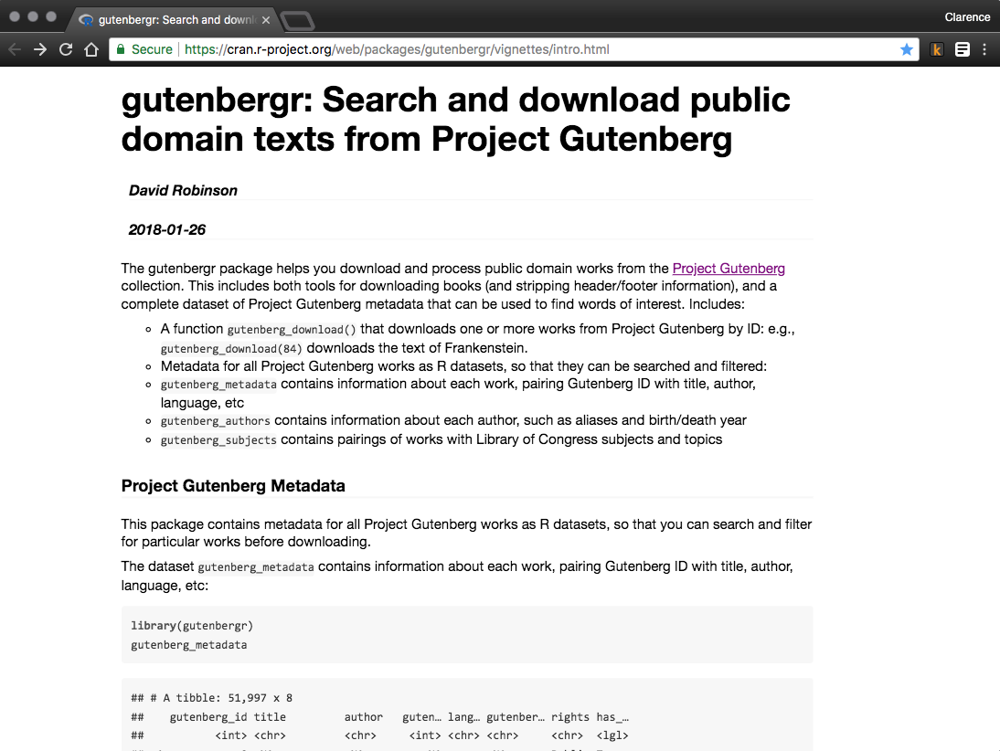 gutenbergr: Search and downl
Clarence
Secure https://cran.r-project.org/web/packages/gutenbergr/vignettes/intro.html
k
gutenbergr: Search and download public
domain texts from Project Gutenberg
David Robinson
2018-01-26
The gutenbergr package helps you download and process public domain works from the Project Gutenberg
collection. This includes both tools for downloading books (and stripping header/footer information), and a
complete dataset of Project Gutenberg metadata that can be used to find words of interest. Includes:
A function gutenberg_download() that downloads one or more works from Project Gutenberg by ID: e.g.,
gutenberg_download(84) downloads the text of Frankenstein.
Metadata for all Project Gutenberg works as R datasets, so that they can be searched and filtered:
gutenberg_metadata contains information about each work, pairing Gutenberg ID with title, author,
language, etc
gutenberg_authors contains information about each author, such as aliases and birth/death year
gutenberg_subjects contains pairings of works with Library of Congress subjects and topics
Project Gutenberg Metadata
This package contains metadata for all Project Gutenberg works as R datasets, so that you can search and filter
for particular works before downloading.
The dataset gutenberg_metadata contains information about each work, pairing Gutenberg ID with title, author,
language, etc:
library(gutenbergr)
gutenberg_metadata
## # A tibble: 51,997 x 8
## gutenberg_id title author guten… lang… gutenber… rights has_…
## <int> <chr> <chr> <int> <chr> <chr> <chr> <lgl>